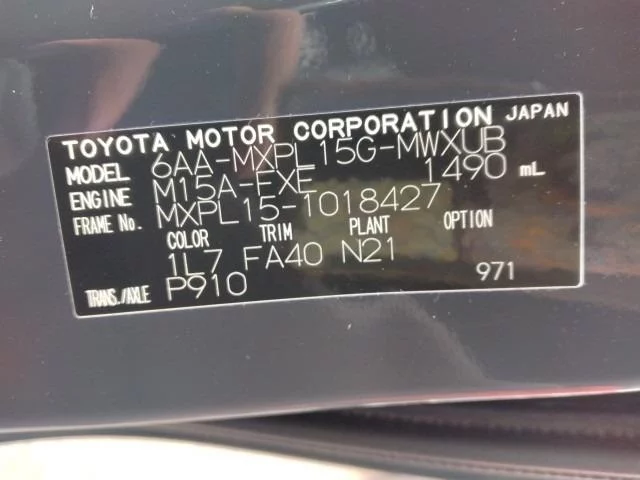 TOYOTA MOTOR CORPORATION JAPAN
MODEL 6AA-MXPL15G-MWXUB
ENGINE M15A-FXE 1490 mL
FRAME No. MXPL15-1018427
COLOR TRIM PLANT OPTION
1L7 FA40 N21
TRANS./AXLE P910 971